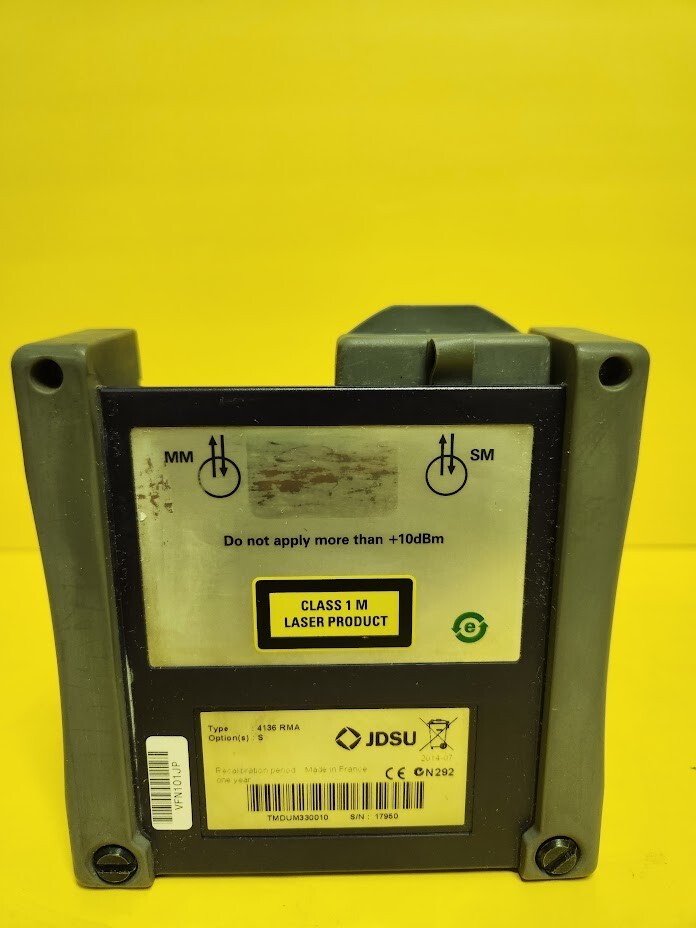 MM
SM
Do not apply more than +10dBm
CLASS 1 M
LASER PRODUCT
e
Type : 4136 RMA
Option(s) : S
JDSU
2014-07
Recalibration period Made in France
one year
CE N292
TMDUM330010 S/N : 17960
VFN101JP